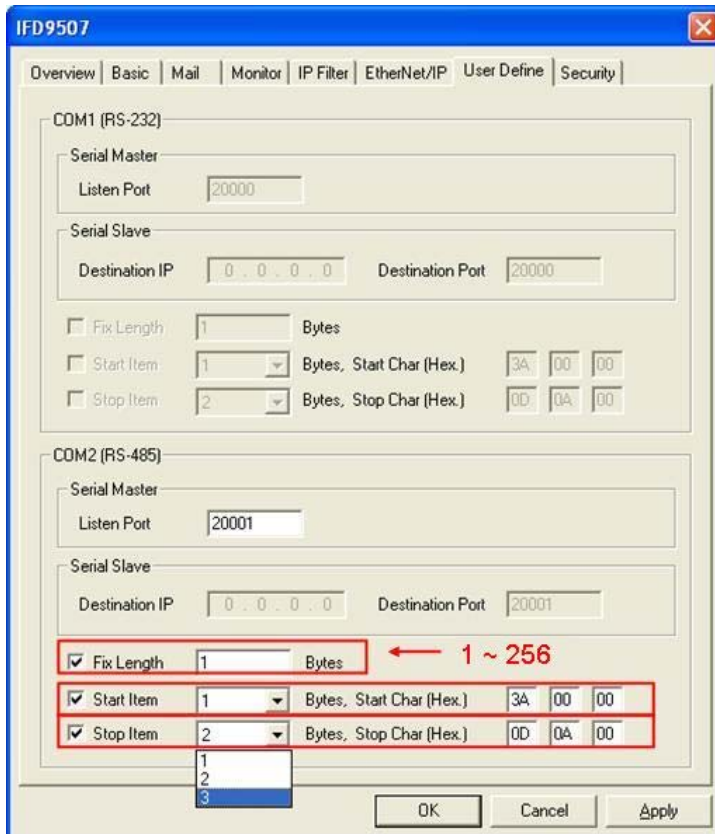 IFD9507
Overview Basic Mail Monitor IP Filter EtherNet/IP User Define Security
COM1 (RS-232)
Serial Master
Listen Port 20000
Serial Slave
Destination IP 0 . 0 . 0 . 0 Destination Port 20000
Fix Length 1 Bytes
Start Item 1 Bytes, Start Char (Hex.) 3A 00 00
Stop Item 2 Bytes, Stop Char (Hex.) 0D 0A 00
COM2 (RS-485)
Serial Master
Listen Port 20001
Serial Slave
Destination IP 0 . 0 . 0 . 0 Destination Port 20001
Fix Length 1 Bytes 1 ~ 256
Start Item 1 Bytes, Start Char (Hex.) 3A 00 00
Stop Item 2 Bytes, Stop Char (Hex.) 0D 0A 00
1
2
3
OK Cancel Apply